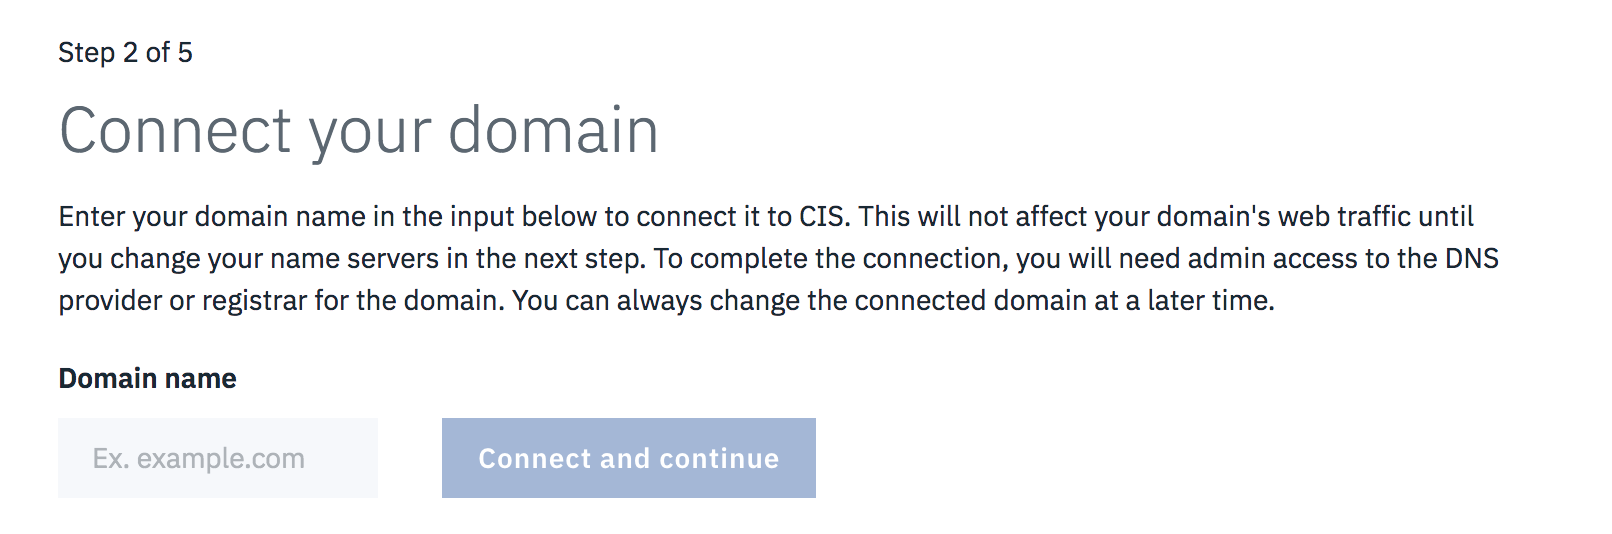 Step 2 of 5
Connect your domain
Enter your domain name in the input below to connect it to CIS. This will not affect your domain's web traffic until
you change your name servers in the next step. To complete the connection, you will need admin access to the DNS
provider or registrar for the domain. You can always change the connected domain at a later time.
Domain name
Ex. example.com
Connect and continue